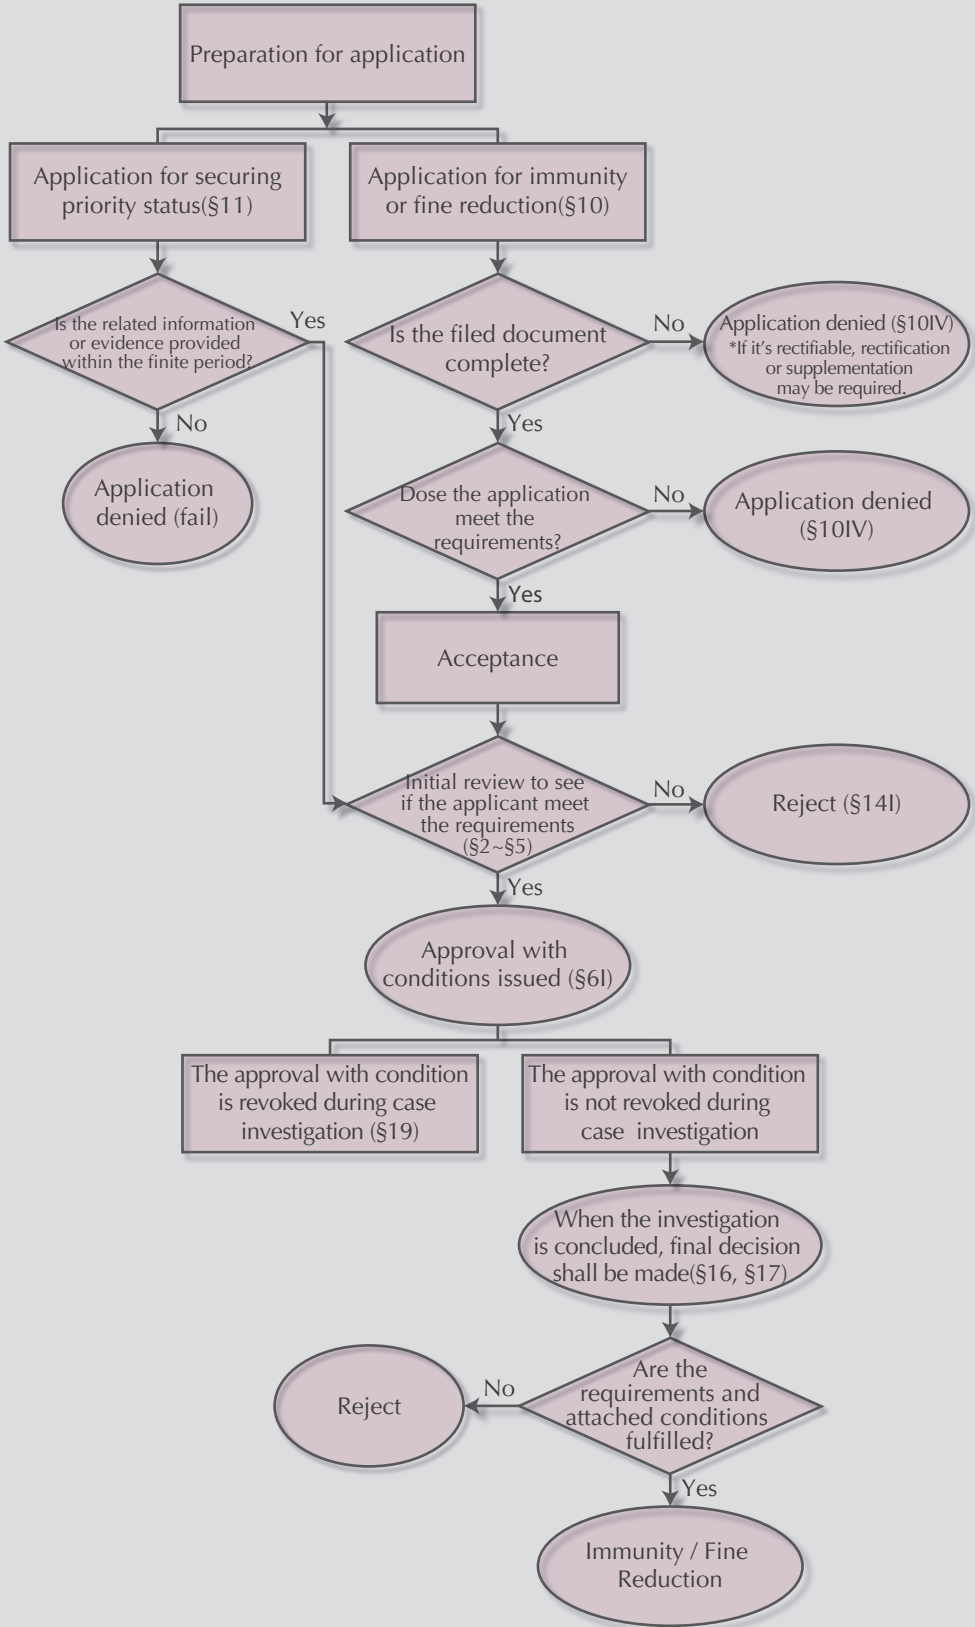 Preparation for application
Application for securing
priority status(§11)
Application for immunity
or fine reduction(§10)
Is the related information
or evidence provided
within the finite period?
Yes
No
Application
denied (fail)
Is the filed document
complete?
No
Application denied (§10IV)
*If it's rectifiable, rectification
or supplementation
may be required.
Yes
Dose the application
meet the
requirements?
No
Application denied
(§10IV)
Yes
Acceptance
Initial review to see
if the applicant meet
the requirements
(§2~§5)
No
Reject (§14I)
Yes
Approval with
conditions issued (§6I)
The approval with condition
is revoked during case
investigation (§19)
The approval with condition
is not revoked during
case investigation
When the investigation
is concluded, final decision
shall be made(§16, §17)
Are the
requirements and
attached conditions
fulfilled?
No
Reject
Yes
Immunity / Fine
Reduction